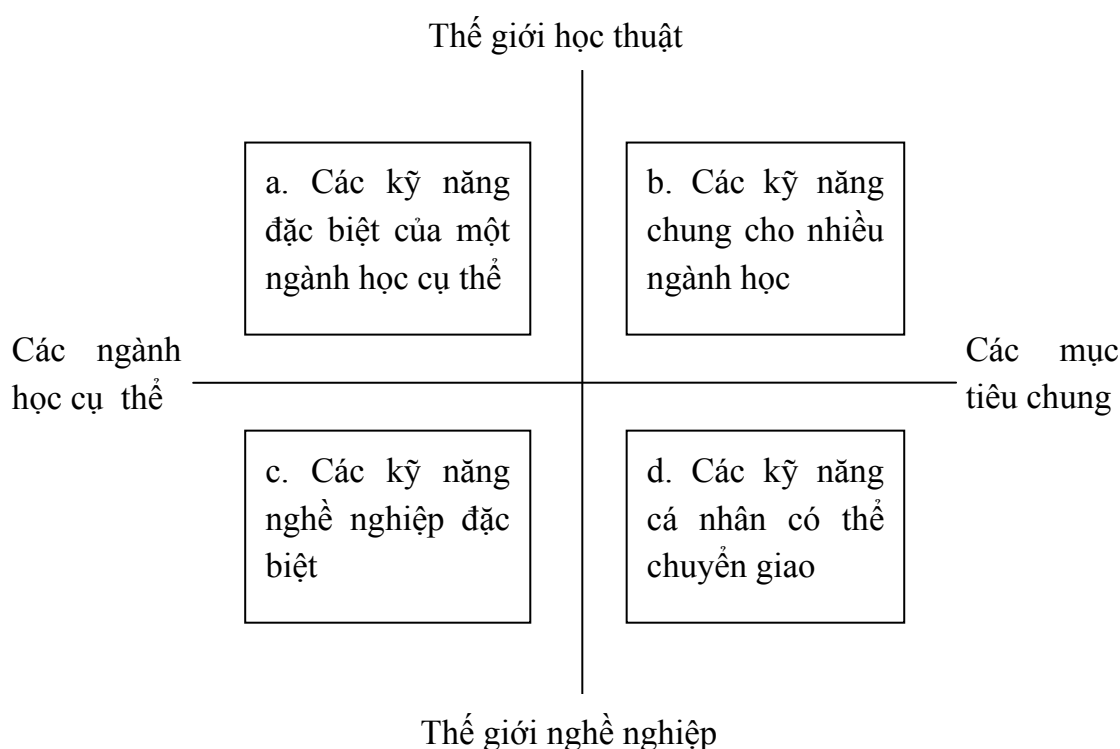 Thế giới học thuật
a. Các kỹ năng
đặc biệt của một
ngành học cụ thể
b. Các kỹ năng
chung cho nhiều
ngành học
Các ngành
học cụ thể
Các mục
tiêu chung
c. Các kỹ năng
nghề nghiệp đặc
biệt
d. Các kỹ năng
cá nhân có thể
chuyển giao
Thế giới nghề nghiệp